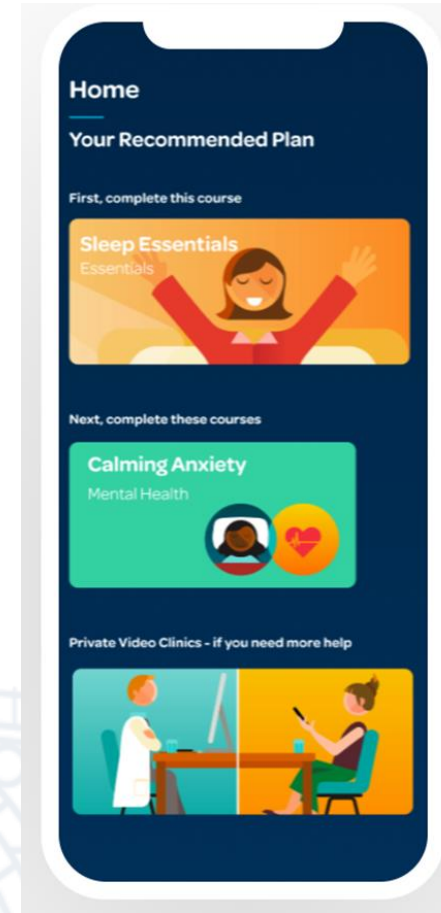 Home
Your Recommended Plan
First, complete this course
Sleep Essentials
Essentials
Next, complete these courses
Calming Anxiety
Mental Health
Private Video Clinics - if you need more help